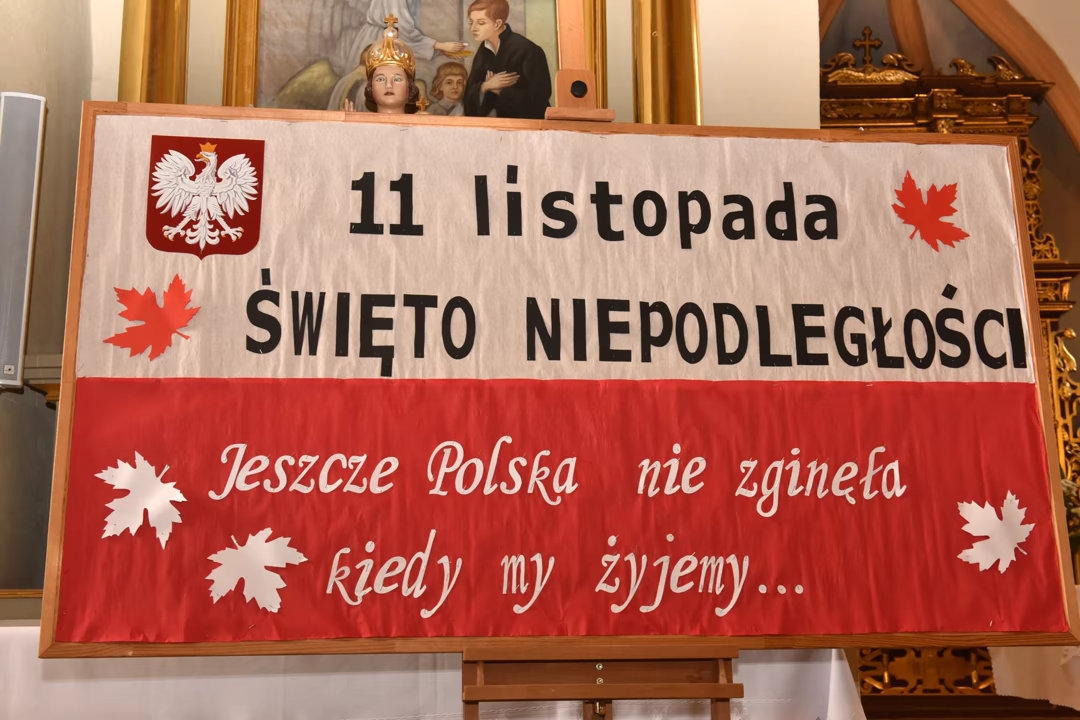 11 listopada
ŚWIĘTO NIEPODLEGŁOŚCI
Jeszcze Polska nie zginęła
kiedy my żyjemy...